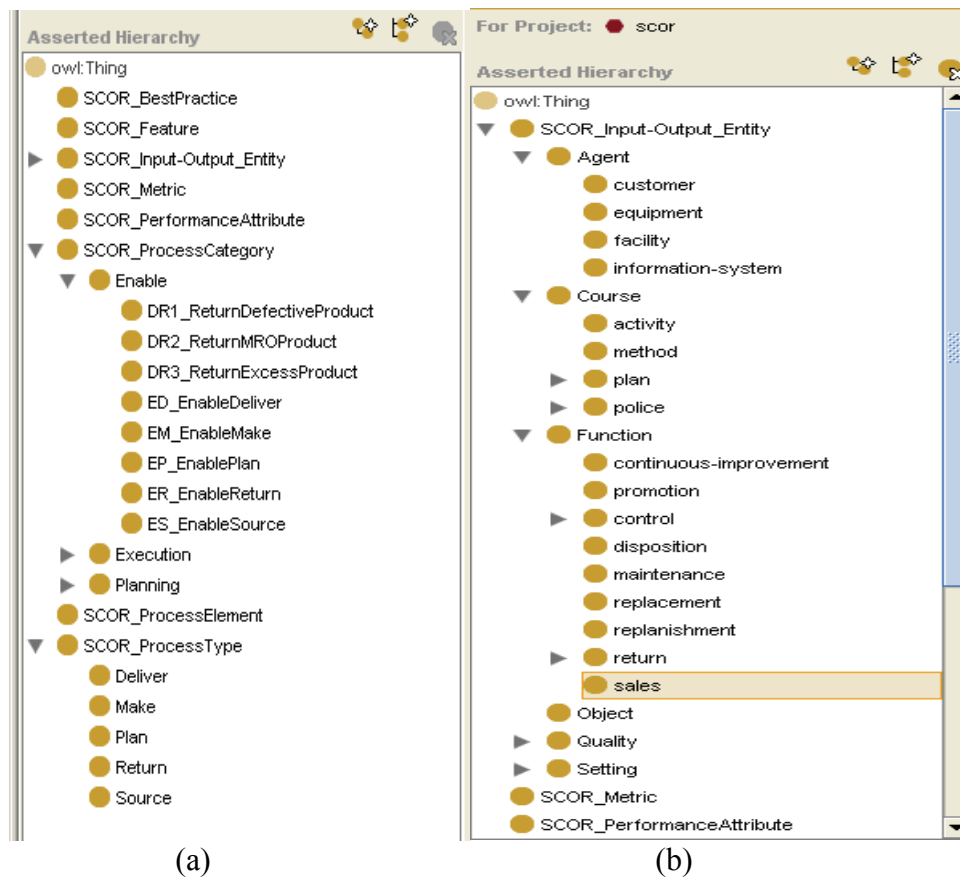 Asserted Hierarchy
owl:Thing
SCOR_BestPractice
SCOR_Feature
SCOR_Input-Output_Entity
SCOR_Metric
SCOR_PerformanceAttribute
SCOR_ProcessCategory
Enable
DR1_ReturnDefectiveProduct
DR2_ReturnMROProduct
DR3_ReturnExcessProduct
ED_EnableDeliver
EM_EnableMake
EP_EnablePlan
ER_EnableReturn
ES_EnableSource
Execution
Planning
SCOR_ProcessElement
SCOR_ProcessType
Deliver
Make
Plan
Return
Source
(a)
For Project: scor
Asserted Hierarchy
owl:Thing
SCOR_Input-Output_Entity
Agent
customer
equipment
facility
information-system
Course
activity
method
plan
police
Function
continuous-improvement
promotion
control
disposition
maintenance
replacement
replanishment
return
sales
Object
Quality
Setting
SCOR_Metric
SCOR_PerformanceAttribute
(b)